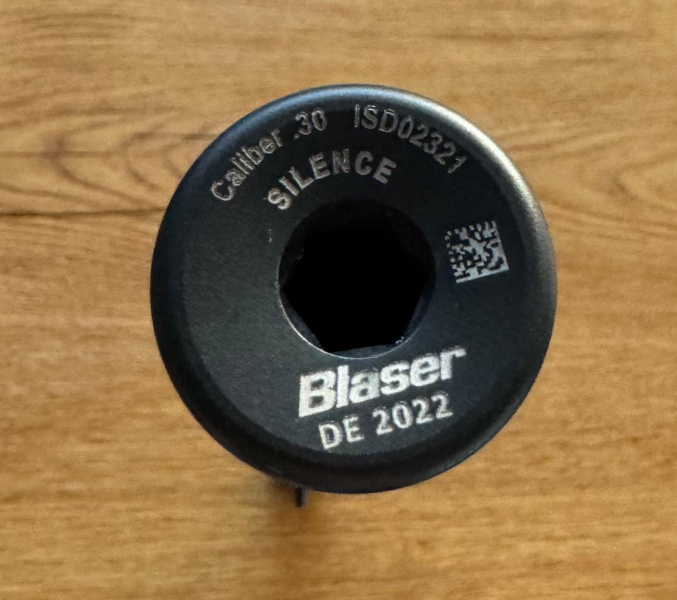 Caliber .30 ISD02321
SILENCE
Blaser
DE 2022